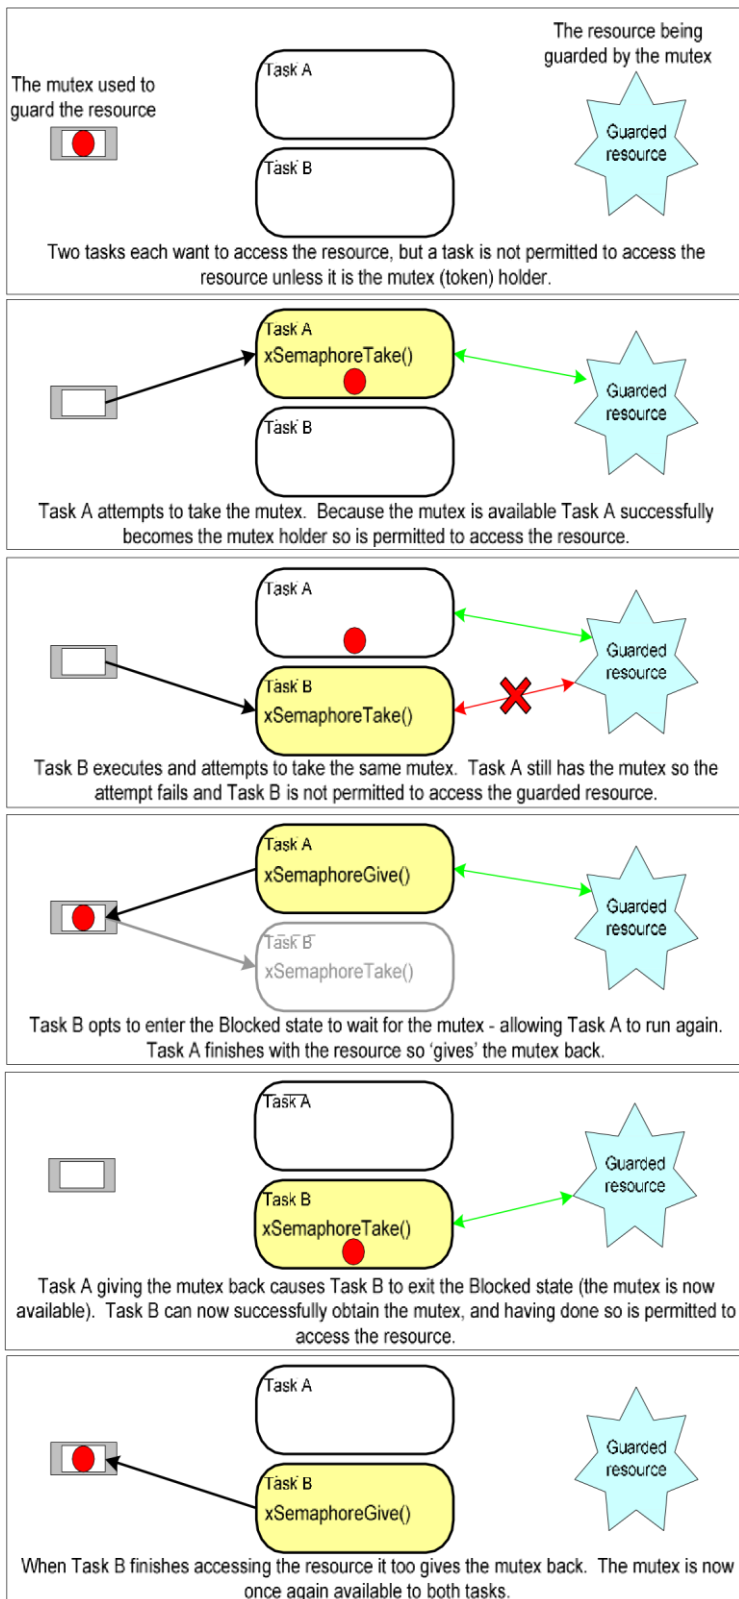 The resource being
guarded by the mutex
Task A
The mutex used to
guard the resource
Guarded
resource
Task B
Two tasks each want to access the resource, but a task is not permitted to access the
resource unless it is the mutex (token) holder.
Task A
xSemaphoreTake()
Guarded
resource
Task B
Task A attempts to take the mutex.  Because the mutex is available Task A successfully
becomes the mutex holder so is permitted to access the resource.
Task A
Guarded
resource
Task B
xSemaphoreTake()
Task B executes and attempts to take the same mutex.  Task A still has the mutex so the
attempt fails and Task B is not permitted to access the guarded resource.
Task A
xSemaphoreGive()
Guarded
resource
Task B
xSemaphoreTake()
Task B opts to enter the Blocked state to wait for the mutex - allowing Task A to run again.
Task A finishes with the resource so ‘gives’ the mutex back.
Task A
Guarded
resource
Task B
xSemaphoreTake()
Task A giving the mutex back causes Task B to exit the Blocked state (the mutex is now
available).  Task B can now successfully obtain the mutex, and having done so is permitted to
access the resource.
Task A
Guarded
resource
Task B
xSemaphoreGive()
When Task B finishes accessing the resource it too gives the mutex back.  The mutex is now
once again available to both tasks.